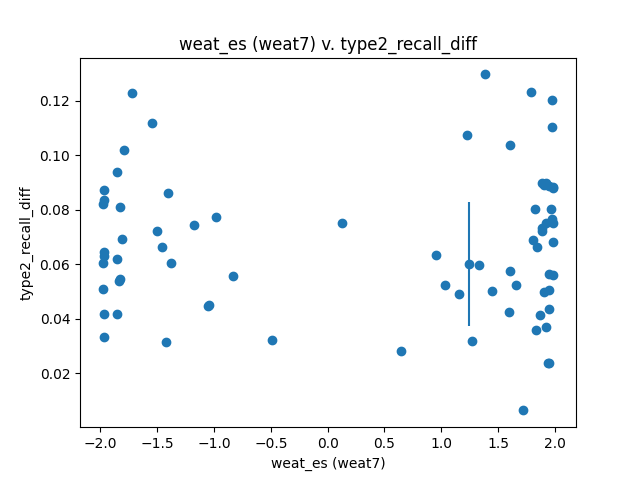 weat_es (weat7) v. type2_recall_diff
0.12
0.10
0.08
0.06
0.04
0.02
type2_recall_diff
−2.0 −1.5 −1.0 −0.5 0.0 0.5 1.0 1.5 2.0
weat_es (weat7)